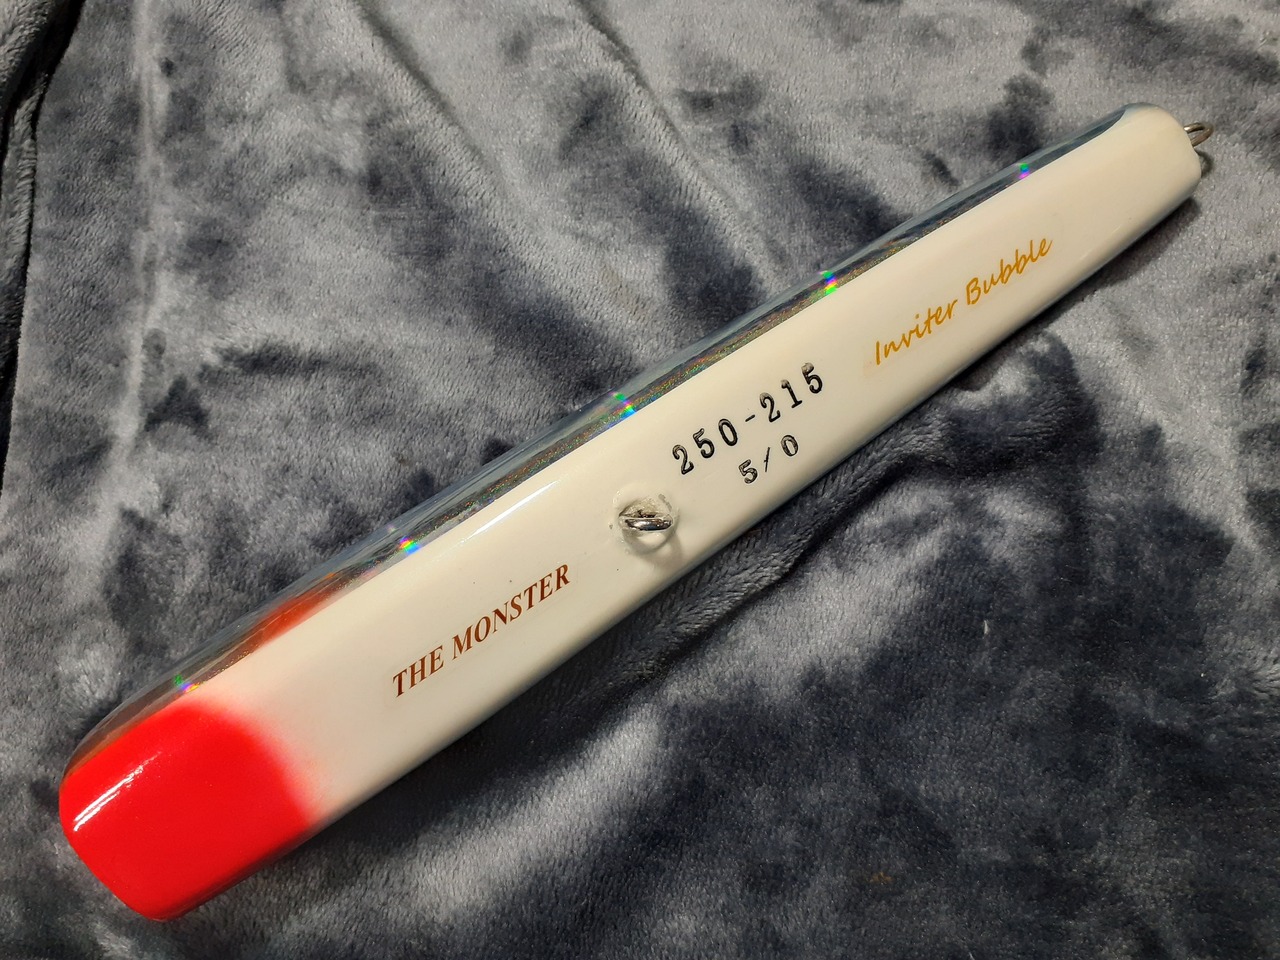 THE MONSTER
250-215
5/0
Inviter Bubble